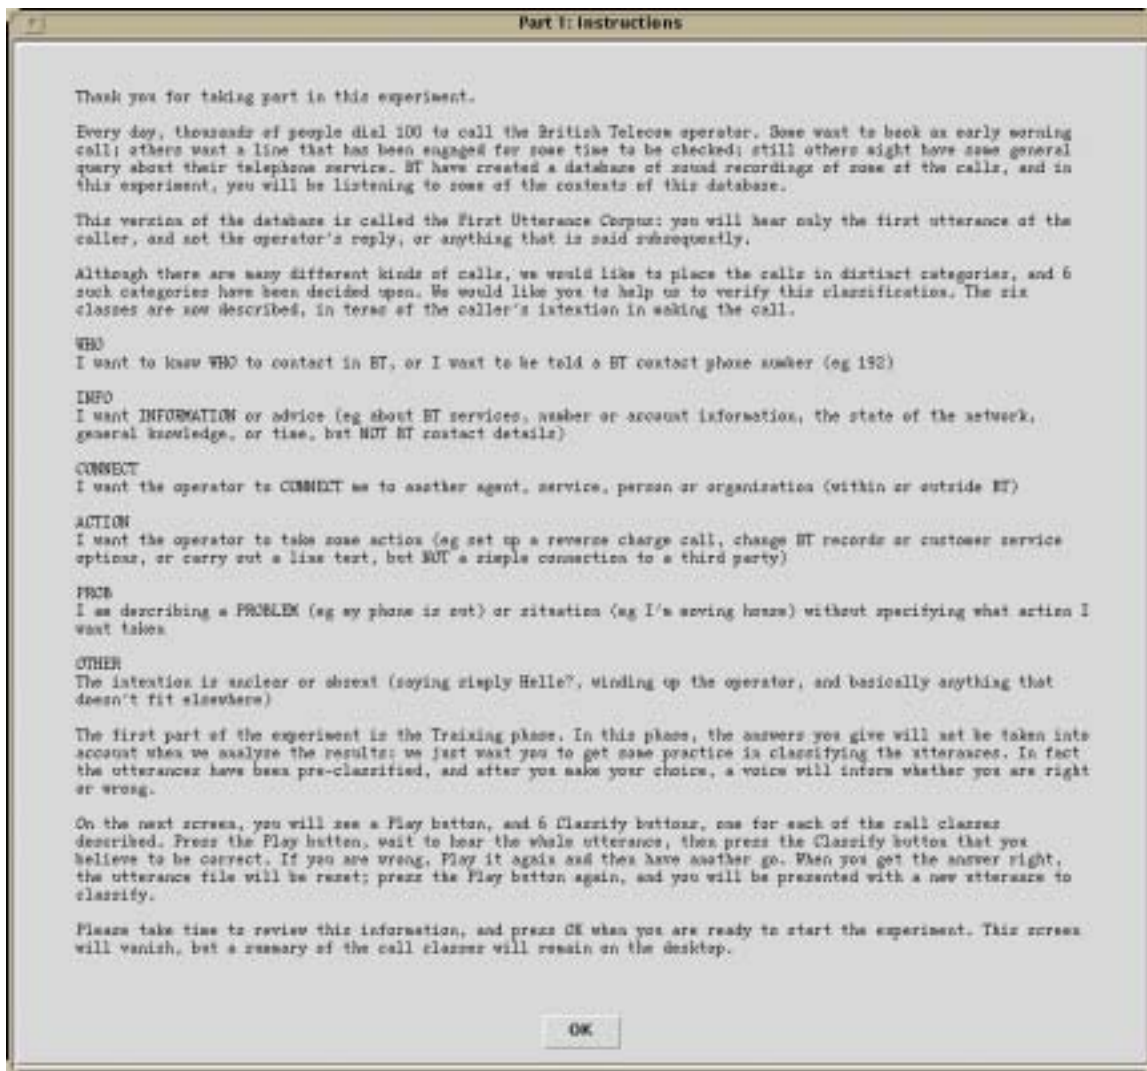 Part 1: Instructions
Thank you for taking part in this experiment.
Every day, thousands of people dial 100 to call the British Telecom operator. Some want to book an early morning
call; others want a line that has been engaged for some time to be checked; still others might have some general
query about their telephone service. BT have created a database of sound recordings of some of the calls, and in
this experiment, you will be listening to some of the contents of this database.
This version of the database is called the First Utterance Corpus: you will hear only the first utterance of the
caller, and not the operator's reply, or anything that is said subsequently.
Although there are many different kinds of calls, we would like to place the calls in distinct categories, and 6
such categories have been decided upon. We would like you to help us to verify this classification. The six
classes are now described, in terms of the caller's intention in making the call.
WHO
I want to know WHO to contact in BT, or I want to be told a BT contact phone number (eg 192)
INFO
I want INFORMATION or advice (eg about BT services, number or account information, the state of the network,
general knowledge, or time, but NOT BT contact details)
CONNECT
I want the operator to CONNECT me to another agent, service, person or organisation (within or outside BT)
ACTION
I want the operator to take some action (eg set up a reverse charge call, change BT records or customer service
options, or carry out a line test, but NOT a simple connection to a third party)
PROB
I am describing a PROBLEM (eg my phone is out) or situation (eg I'm moving house) without specifying what action I
want taken
OTHER
The intention is unclear or absent (saying simply Hello?, winding up the operator, and basically anything that
doesn't fit elsewhere)
The first part of the experiment is the Training phase. In this phase, the answers you give will not be taken into
account when we analyse the results: we just want you to get some practice in classifying the utterances. In fact
the utterances have been pre-classified, and after you make your choice, a voice will inform whether you are right
or wrong.
On the next screen, you will see a Play button, and 6 Classify buttons, one for each of the call classes
described. Press the Play button, wait to hear the whole utterance, then press the Classify button that you
believe to be correct. If you are wrong, Play it again and then have another go. When you get the answer right,
the utterance file will be reset; press the Play button again, and you will be presented with a new utterance to
classify.
Please take time to review this information, and press OK when you are ready to start the experiment. This screen
will vanish, but a summary of the call classes will remain on the desktop.
OK